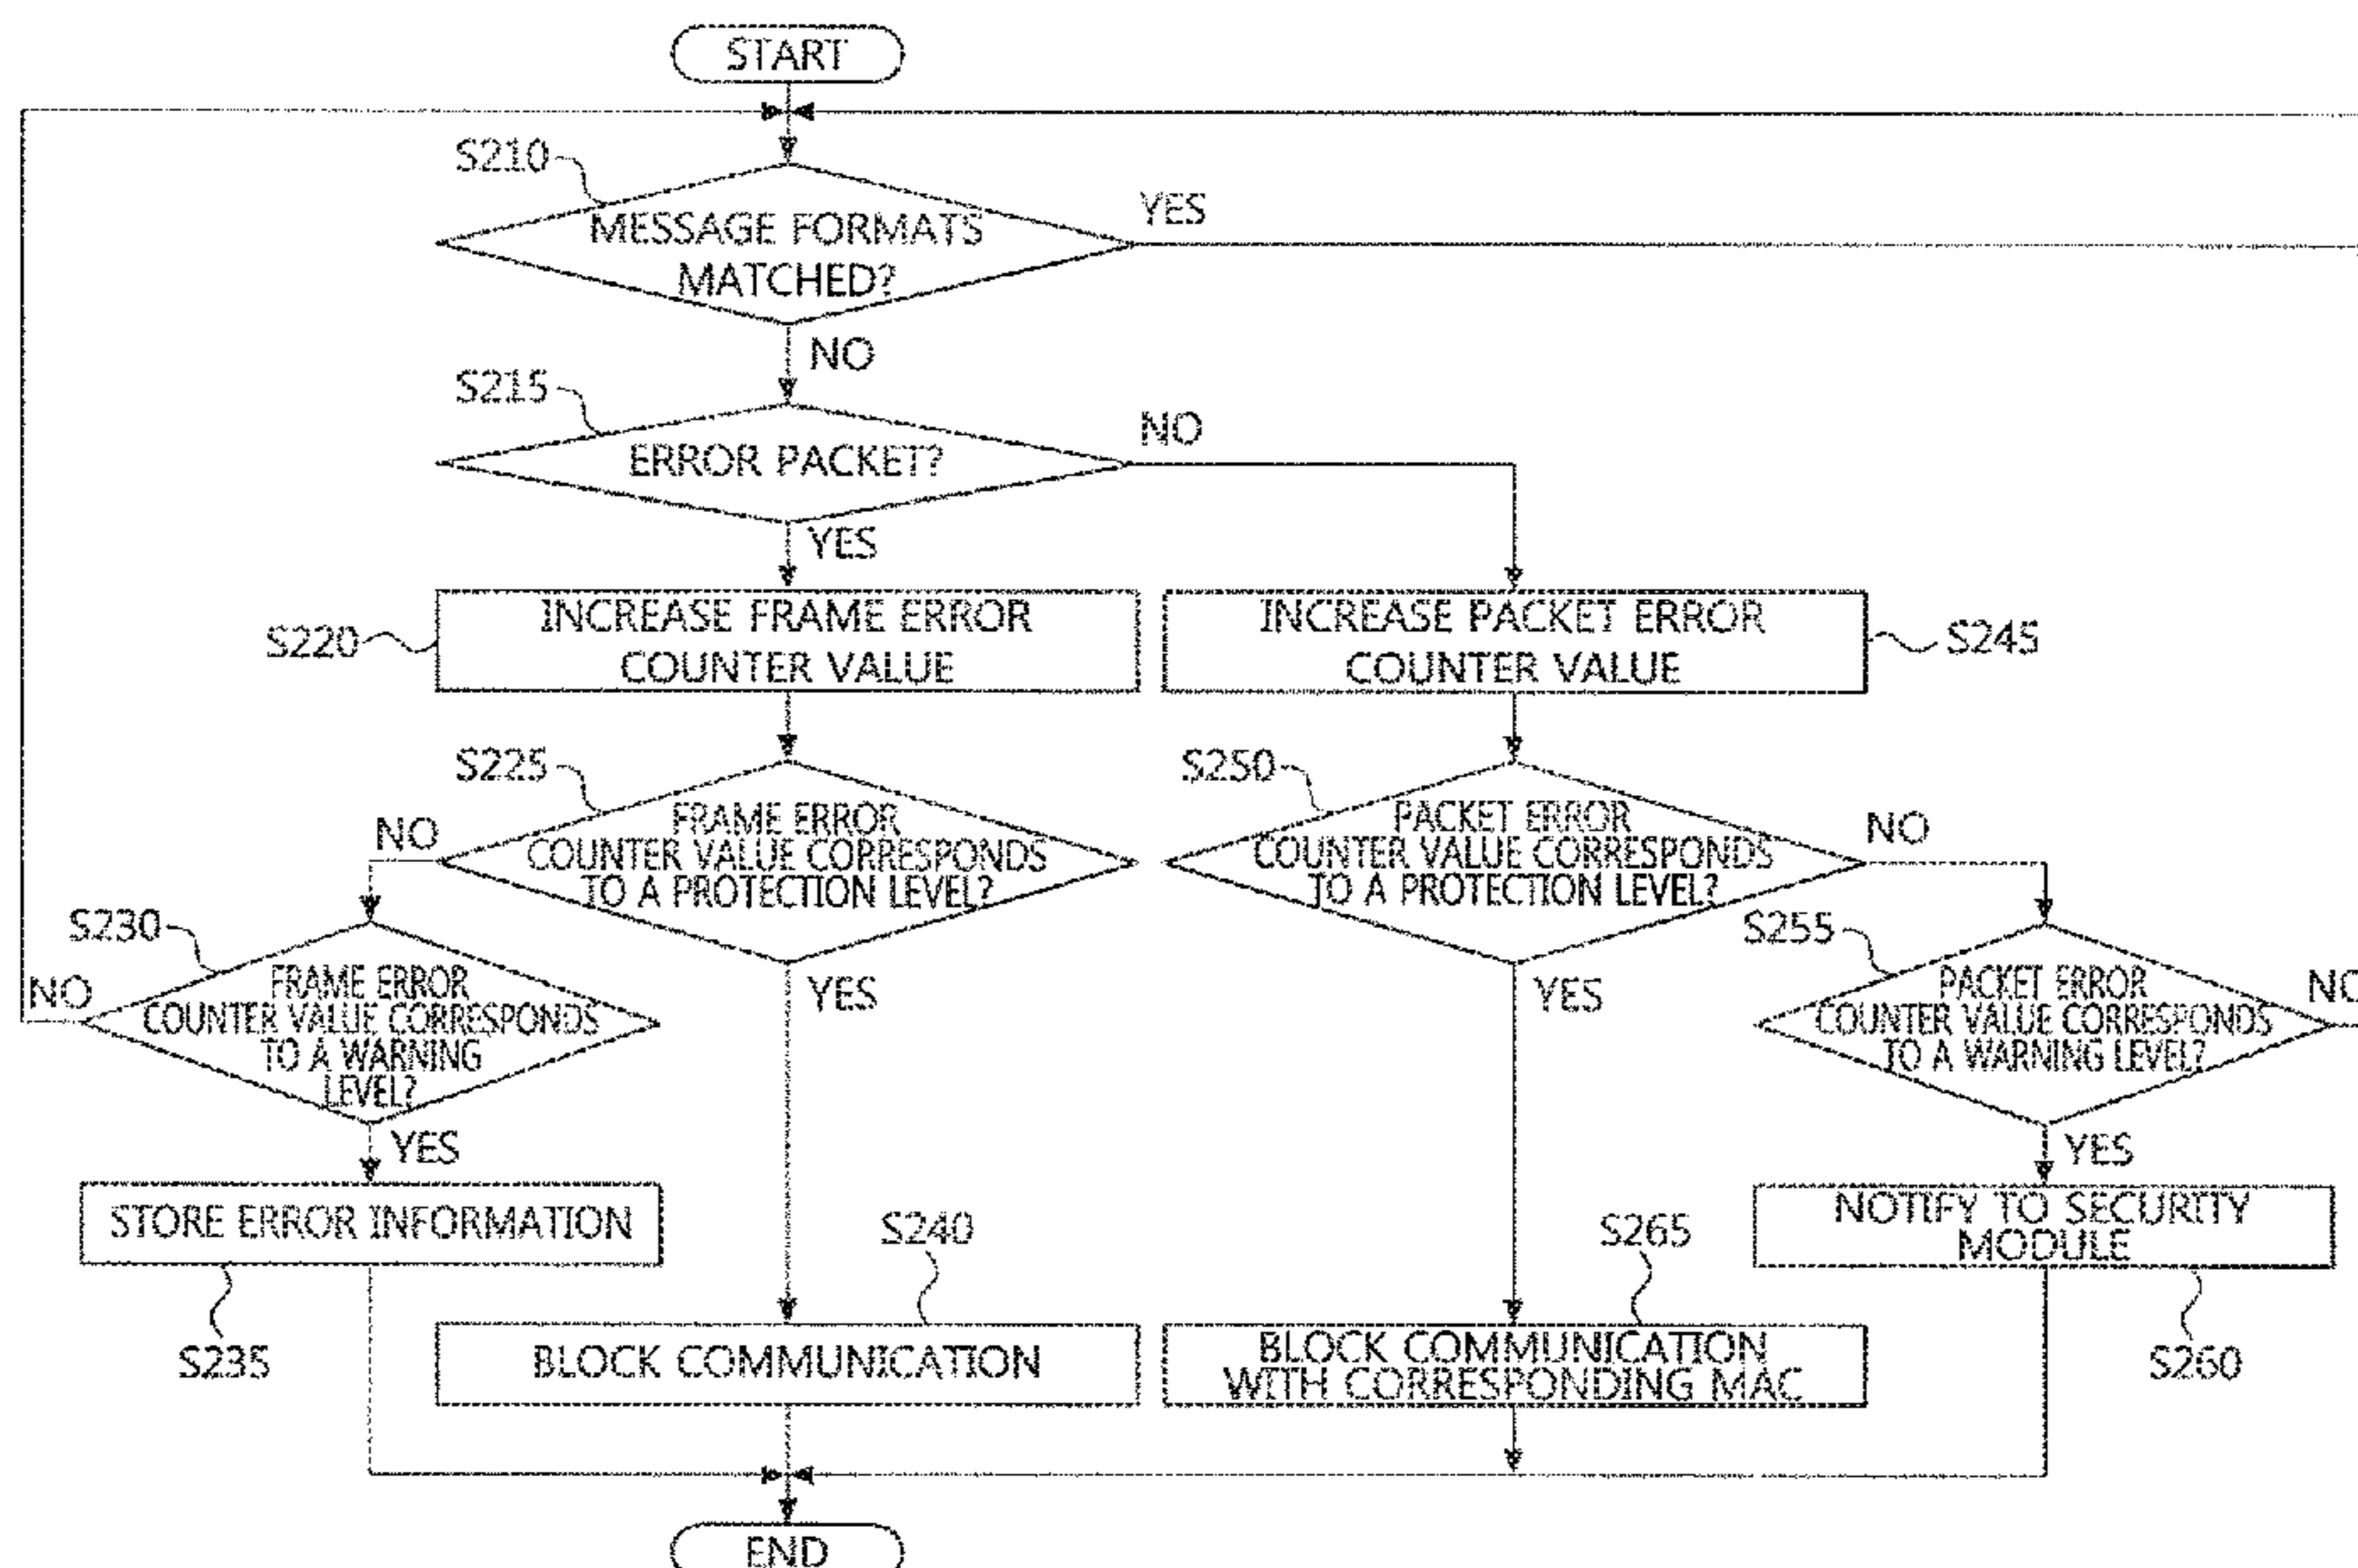 START
S210
MESSAGE FORMATS
MATCHED?
YES
NO
S215
ERROR PACKET?
NO
YES
S220
INCREASE FRAME ERROR
COUNTER VALUE
INCREASE PACKET ERROR
COUNTER VALUE
S245
S225
FRAME ERROR
COUNTER VALUE CORRESPONDS
TO A PROTECTION LEVEL?
NO
YES
S250
PACKET ERROR
COUNTER VALUE CORRESPONDS
TO A PROTECTION LEVEL?
NO
YES
S230
FRAME ERROR
COUNTER VALUE CORRESPONDS
TO A WARNING
LEVEL?
NO
YES
S255
PACKET ERROR
COUNTER VALUE CORRESPONDS
TO A WARNING LEVEL?
NO
YES
STORE ERROR INFORMATION
S235
S240
BLOCK COMMUNICATION
S265
BLOCK COMMUNICATION
WITH CORRESPONDING MAC
NOTIFY TO SECURITY
MODULE
S260
END